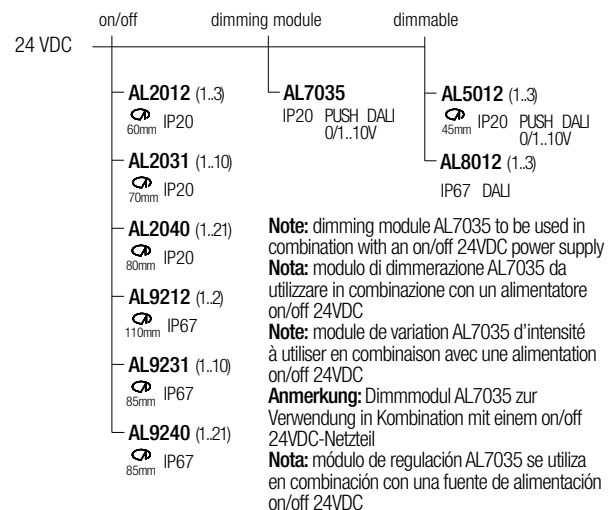 on/off dimming module dimmable
24 VDC
AL2012 (1..3)
60mm IP20
AL2031 (1..10)
70mm IP20
AL2040 (1..21)
80mm IP20
AL9212 (1..2)
110mm IP67
AL9231 (1..10)
85mm IP67
AL9240 (1..21)
85mm IP67
AL7035
IP20 PUSH DALI
0/1..10V
AL5012 (1..3)
45mm IP20 PUSH DALI
0/1..10V
AL8012 (1..3)
IP67 DALI
Note: dimming module AL7035 to be used in
combination with an on/off 24VDC power supply
Nota: modulo di dimmerazione AL7035 da
utilizzare in combinazione con un alimentatore
on/off 24VDC
Note: module de variation AL7035 d'intensité
à utiliser en combinaison avec une alimentation
on/off 24VDC
Anmerkung: Dimmmodul AL7035 zur
Verwendung in Kombination mit einem on/off
24VDC-Netzteil
Nota: módulo de regulación AL7035 se utiliza
en combinación con una fuente de alimentación
on/off 24VDC